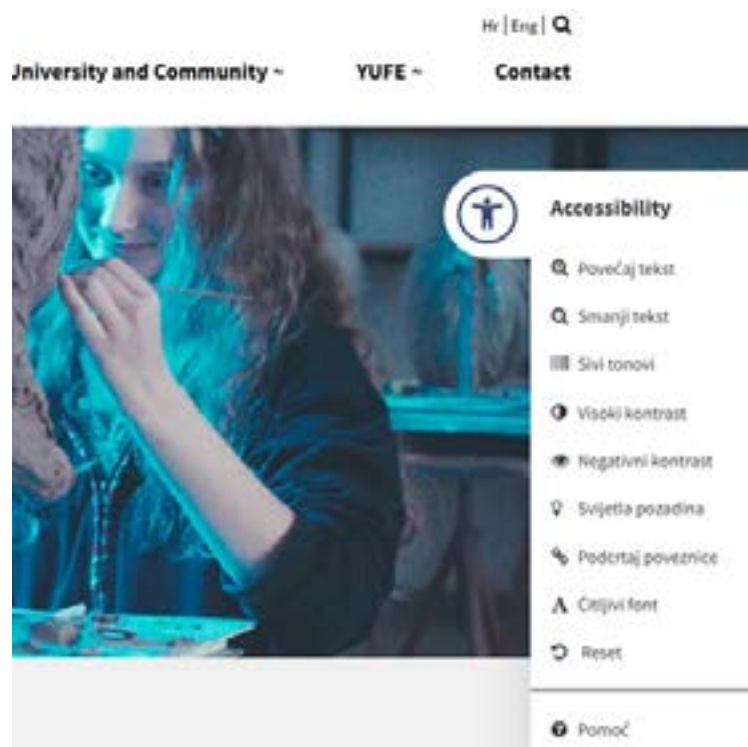 Hr | Eng |
University and Community ~ YUFE ~ Contact
Accessibility
Povećaj tekst
Smanji tekst
Sivi tonovi
Visoki kontrast
Negativni kontrast
Svijetla pozadina
Podcrtaj poveznice
Čitljivi font
Reset
Pomoć